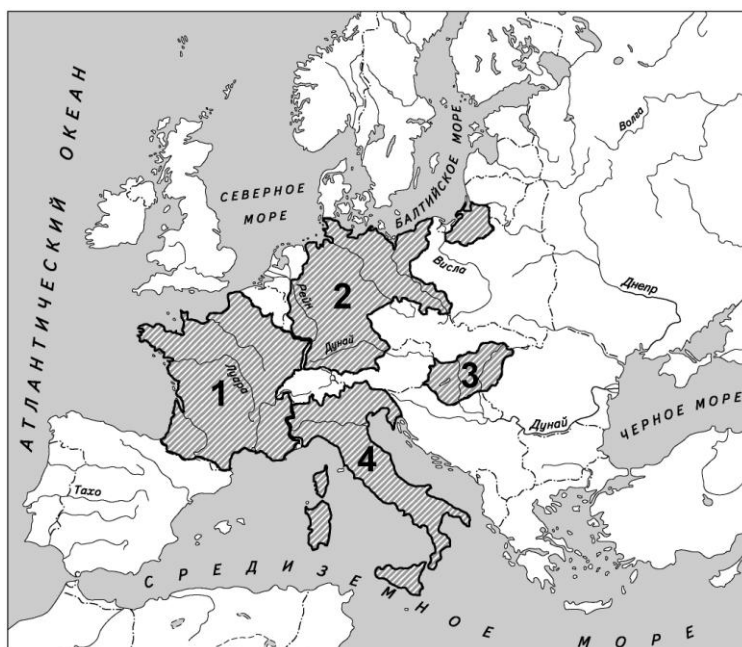 АТЛАНТИЧЕСКИЙ ОКЕАН
СЕВЕРНОЕ
МОРЕ
БАЛТИЙСКОЕ МОРЕ
Волга
Висла
Днепр
Рейн
2
Дунай
1
Луара
3
Дунай
ЧЕРНОЕ МОРЕ
4
Тахо
СРЕДИЗЕМНОЕ МОРЕ